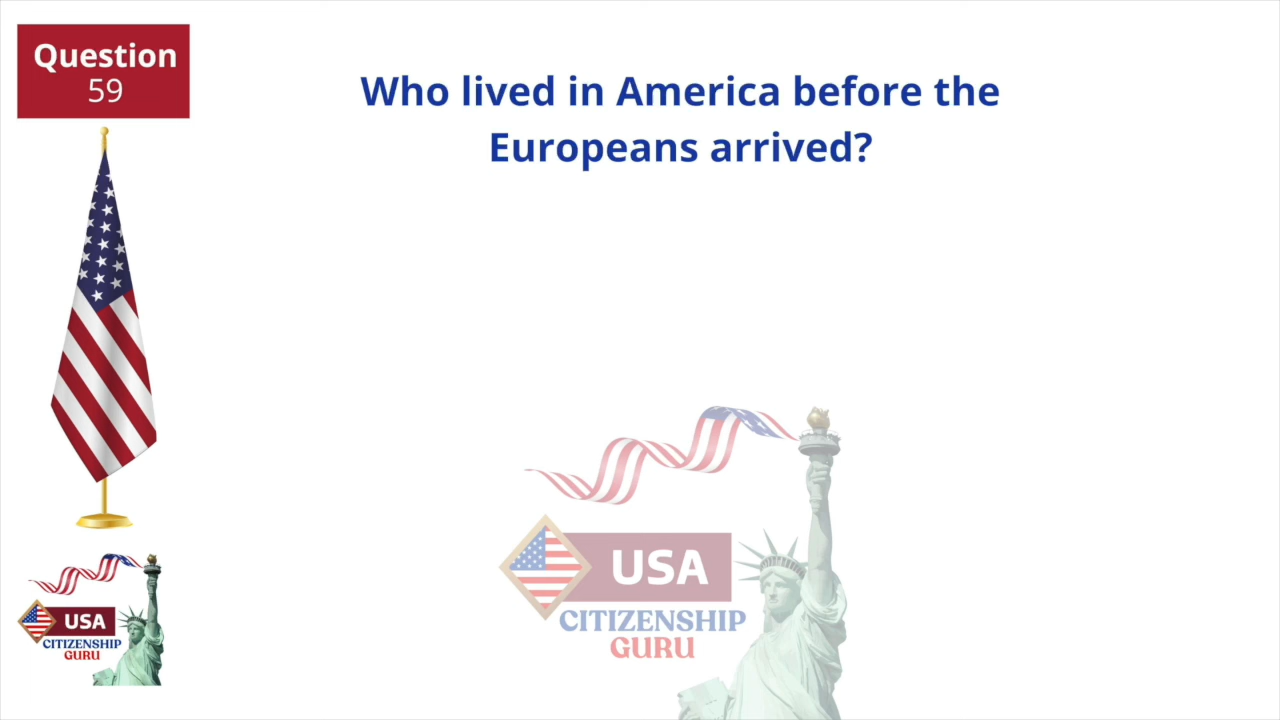 Question
59
Who lived in America before the
Europeans arrived?
USA
CITIZENSHIP
GURU
USA
CITIZENSHIP
GURU